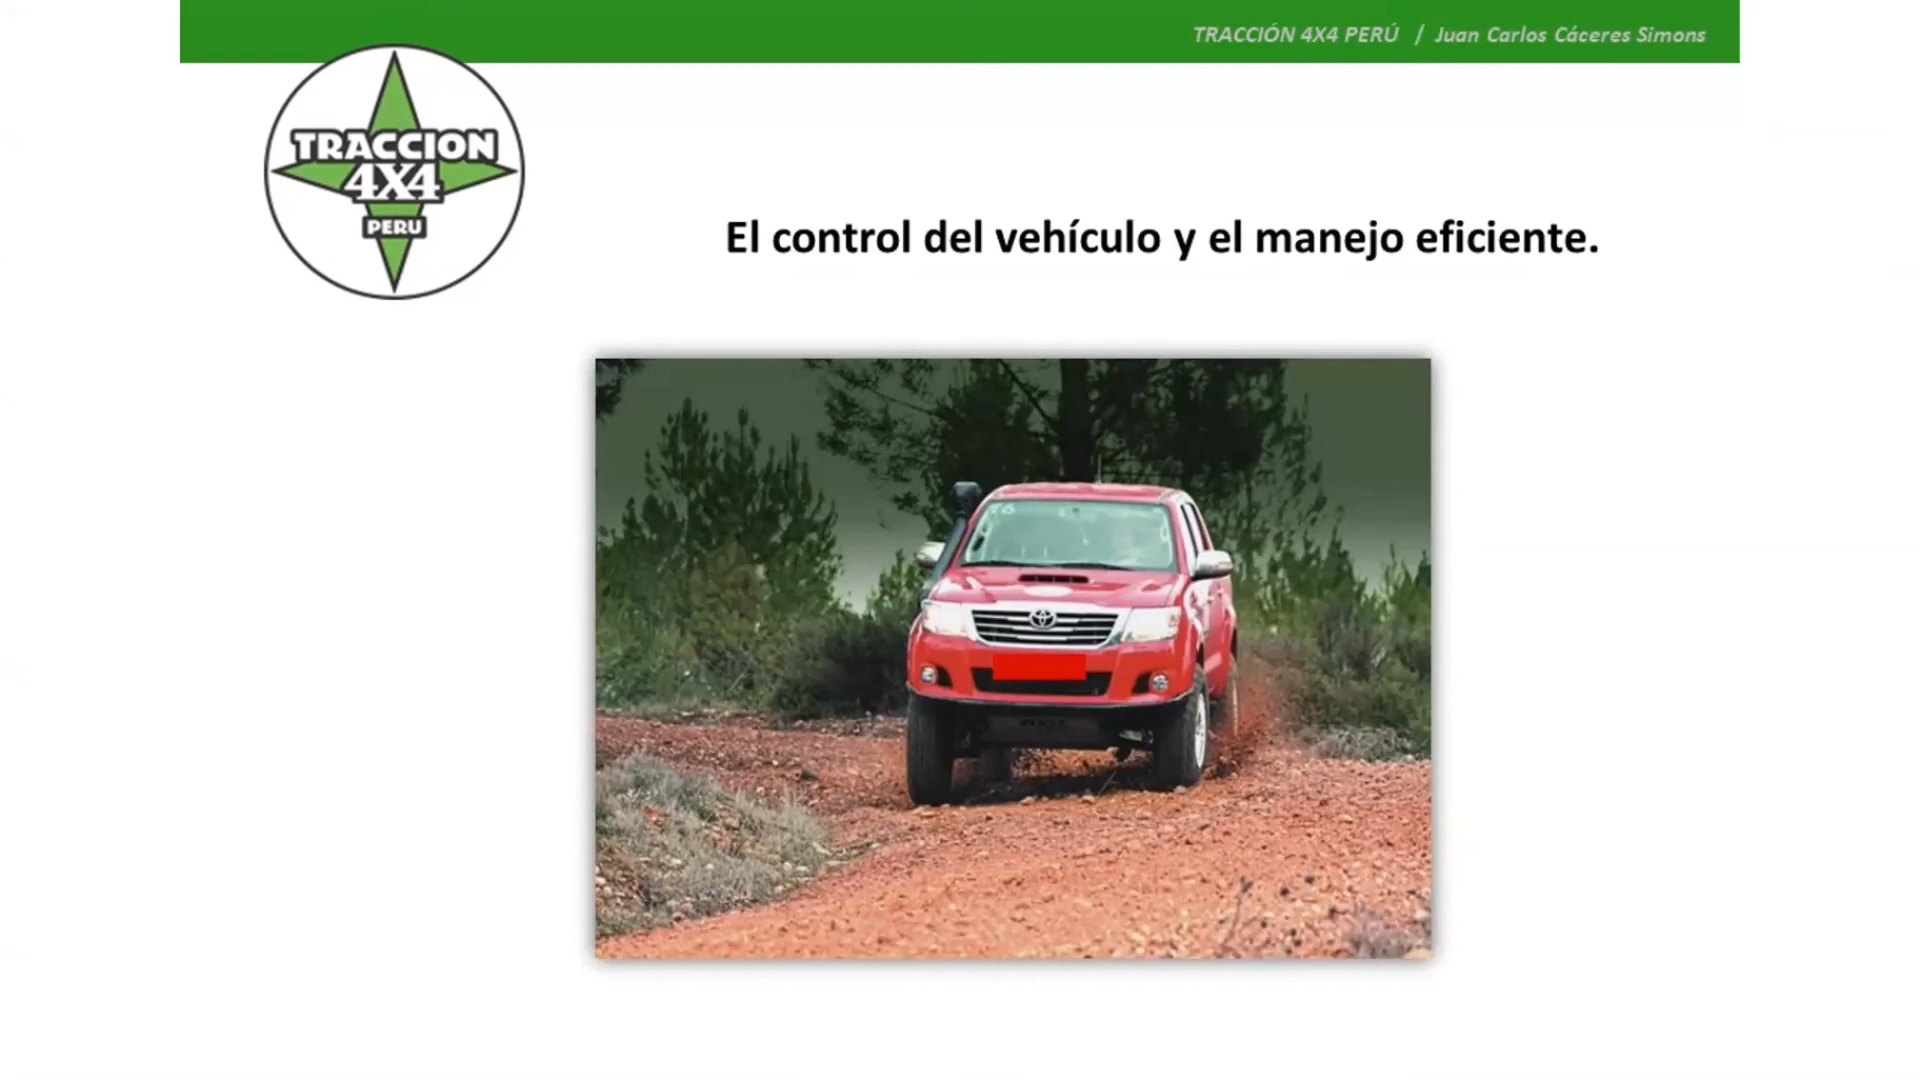 TRACCIÓN 4X4 PERÚ / Juan Carlos Cáceres Simons
TRACCION
4X4
PERU
El control del vehículo y el manejo eficiente.